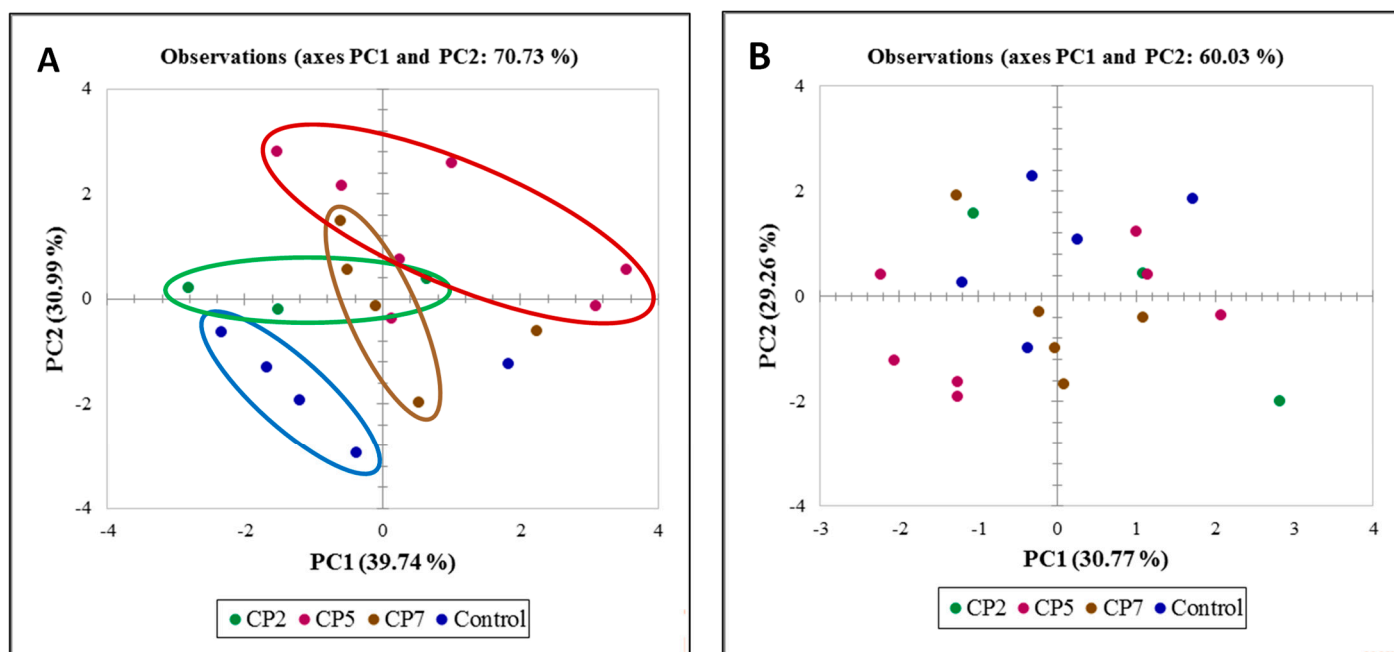 A
Observations (axes PC1 and PC2: 70.73 %)
4
2
0
-2
-4
PC2 (30.99 %)
-4 -2 0 2 4
PC1 (39.74 %)
CP2 CP5 CP7 Control
B
Observations (axes PC1 and PC2: 60.03 %)
4
2
0
-2
-4
PC2 (29.26 %)
-3 -2 -1 0 1 2 3 4
PC1 (30.77 %)
CP2 CP5 CP7 Control